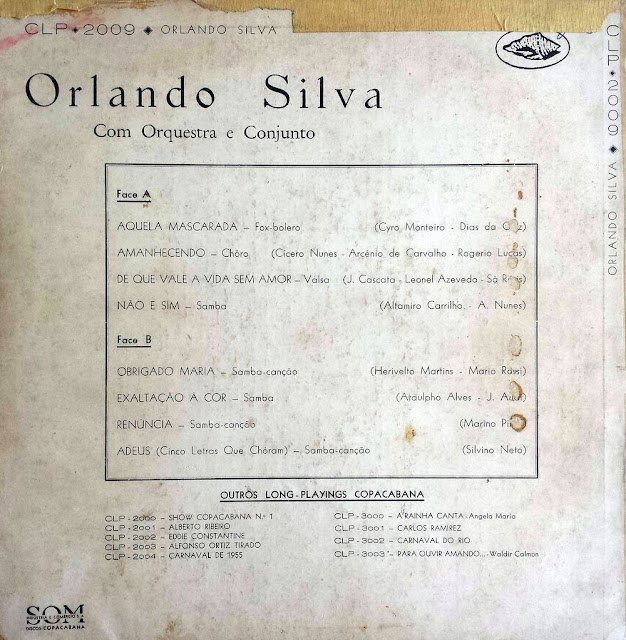 CLP ◆ 2009 ◆ ORLANDO SILVA
CLP ◆ 2009 ◆ ORLANDO SILVA
Orlando Silva
Com Orquestra e Conjunto
Face A
AQUELA MASCARADA – Fox-bolero (Cyro Monteiro - Dias da
AMANHECENDO – Chôro (Cicero Nunes - Arcênio de Carvalho - Rogerio Lucas)
DE QUE VALE A VIDA SEM AMOR – Valsa (J. Cascata - Leonel Azevedo - Sá
NÃO E SIM – Samba (Altamiro Carrilho - A. Nunes)
Face B
OBRIGADO MARIA – Samba-canção (Herivelto Martins - Mario Rossi)
EXALTAÇÃO A COR – Samba (Ataulpho Alves - J.
RENÚNCIA – Samba-canção (Marino
ADEUS (Cinco Letras Que Choram) – Samba-canção (Silvino Neto)
OUTROS LONG-PLAYINGS COPACABANA
CLP-2000 – SHOW COPACABANA N.º 1
CLP-2001 – ALBERTO RIBEIRO
CLP-2002 – EDDIE CONSTANTINE
CLP-2003 – ALFONSO ORTIZ TIRADO
CLP-2004 – CARNAVAL DE 1955
CLP-3000 – A RAINHA CANTA - Angela Maria
CLP-3001 – CARLOS RAMIREZ
CLP-3002 – CARNAVAL DO RIO
CLP-3003 – PARA OUVIR AMANDO... - Waldir Calmon
SOM
INDÚSTRIA E COMÉRCIO S.A.
DISCOS COPACABANA